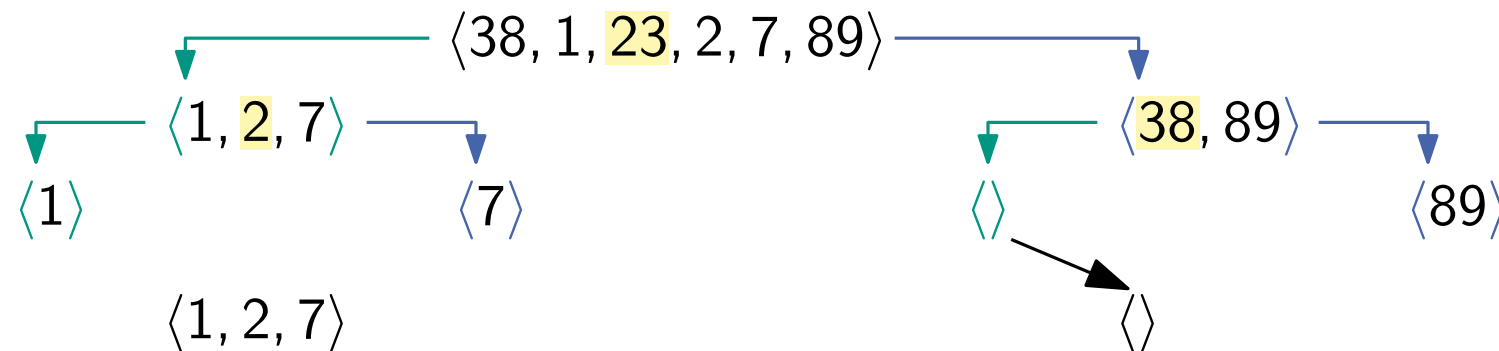 ⟨38, 1, 23, 2, 7, 89⟩
⟨1, 2, 7⟩ ⟨38, 89⟩
⟨1⟩ ⟨7⟩ ⟨⟩ ⟨89⟩
⟨1, 2, 7⟩ ⟨⟩